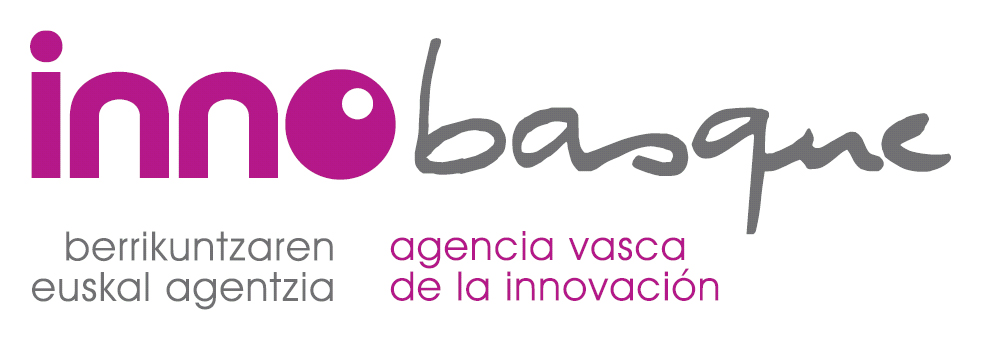 innobasque
berrikuntzaren
euskal agentzia
agencia vasca
de la innovación